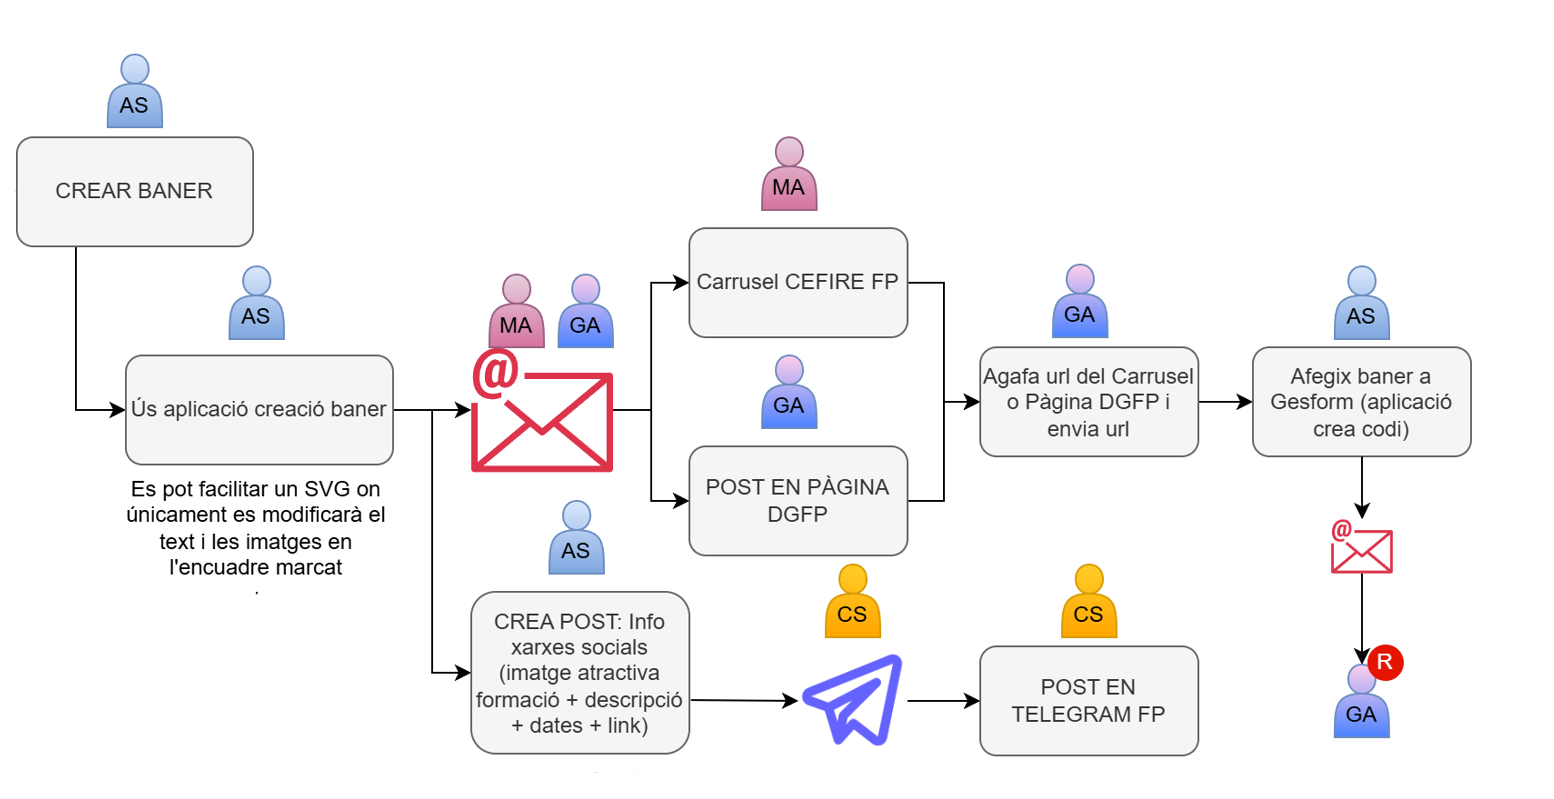 AS
CREAR BANER
AS
Ús aplicació creació baner
Es pot facilitar un SVG on
únicament es modificarà el
text i les imatges en
l'encuadre marcat
.
MA
GA
@
MA
Carrusel CEFIRE FP
GA
POST EN PÀGINA
DGFP
GA
Agafa url del Carrusel
o Pàgina DGFP i
envia url
AS
Afegix baner a
Gesform (aplicació
crea codi)
@
R
GA
AS
CREA POST: Info
xarxes socials
(imatge atractiva
formació + descripció
+ dates + link)
CS
CS
POST EN
TELEGRAM FP